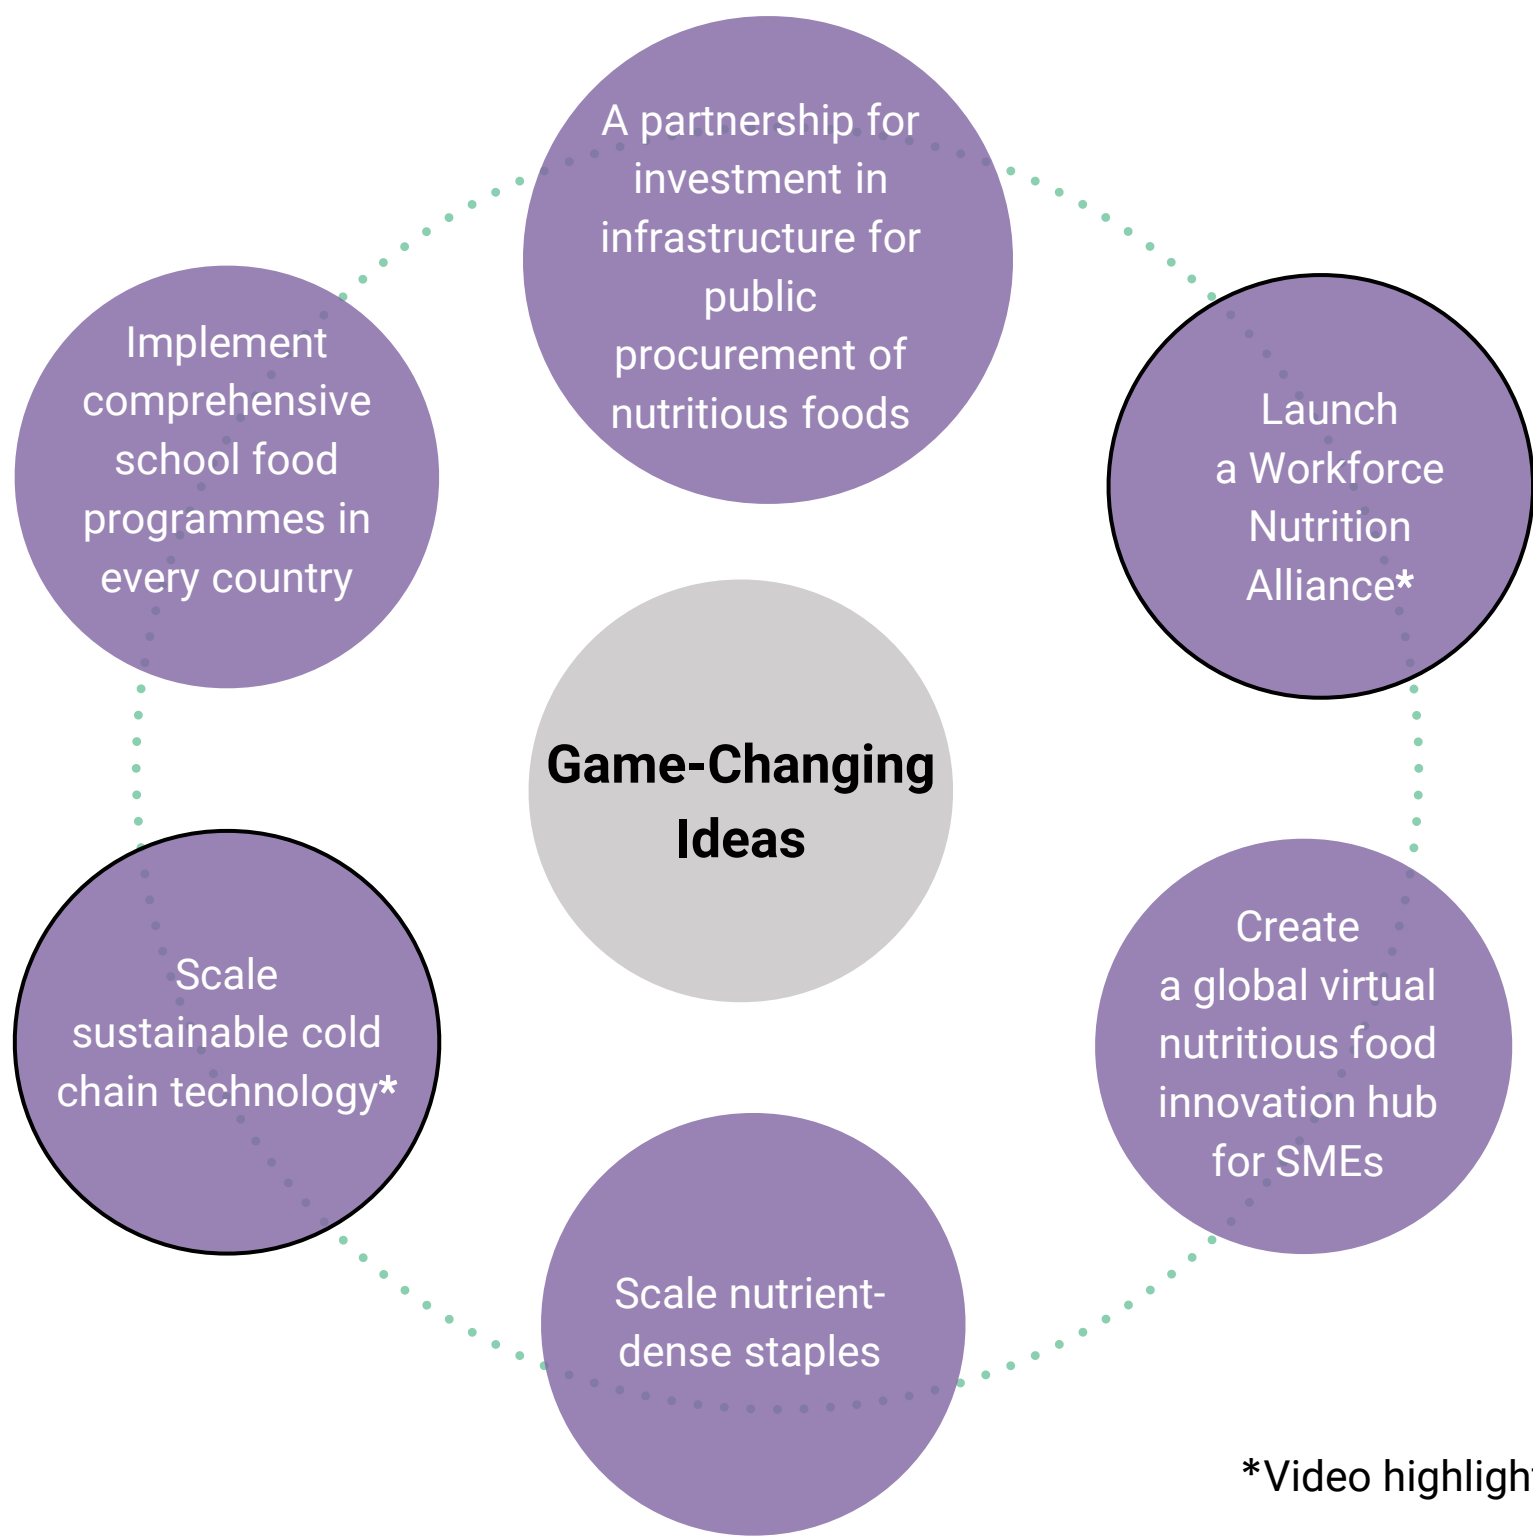 A partnership for
investment in
infrastructure for
public
procurement of
nutritious foods
Implement
comprehensive
school food
programmes in
every country
Launch
a Workforce
Nutrition
Alliance*
Game-Changing
Ideas
Scale
sustainable cold
chain technology*
Create
a global virtual
nutritious food
innovation hub
for SMEs
Scale nutrient-
dense staples
*Video highlight